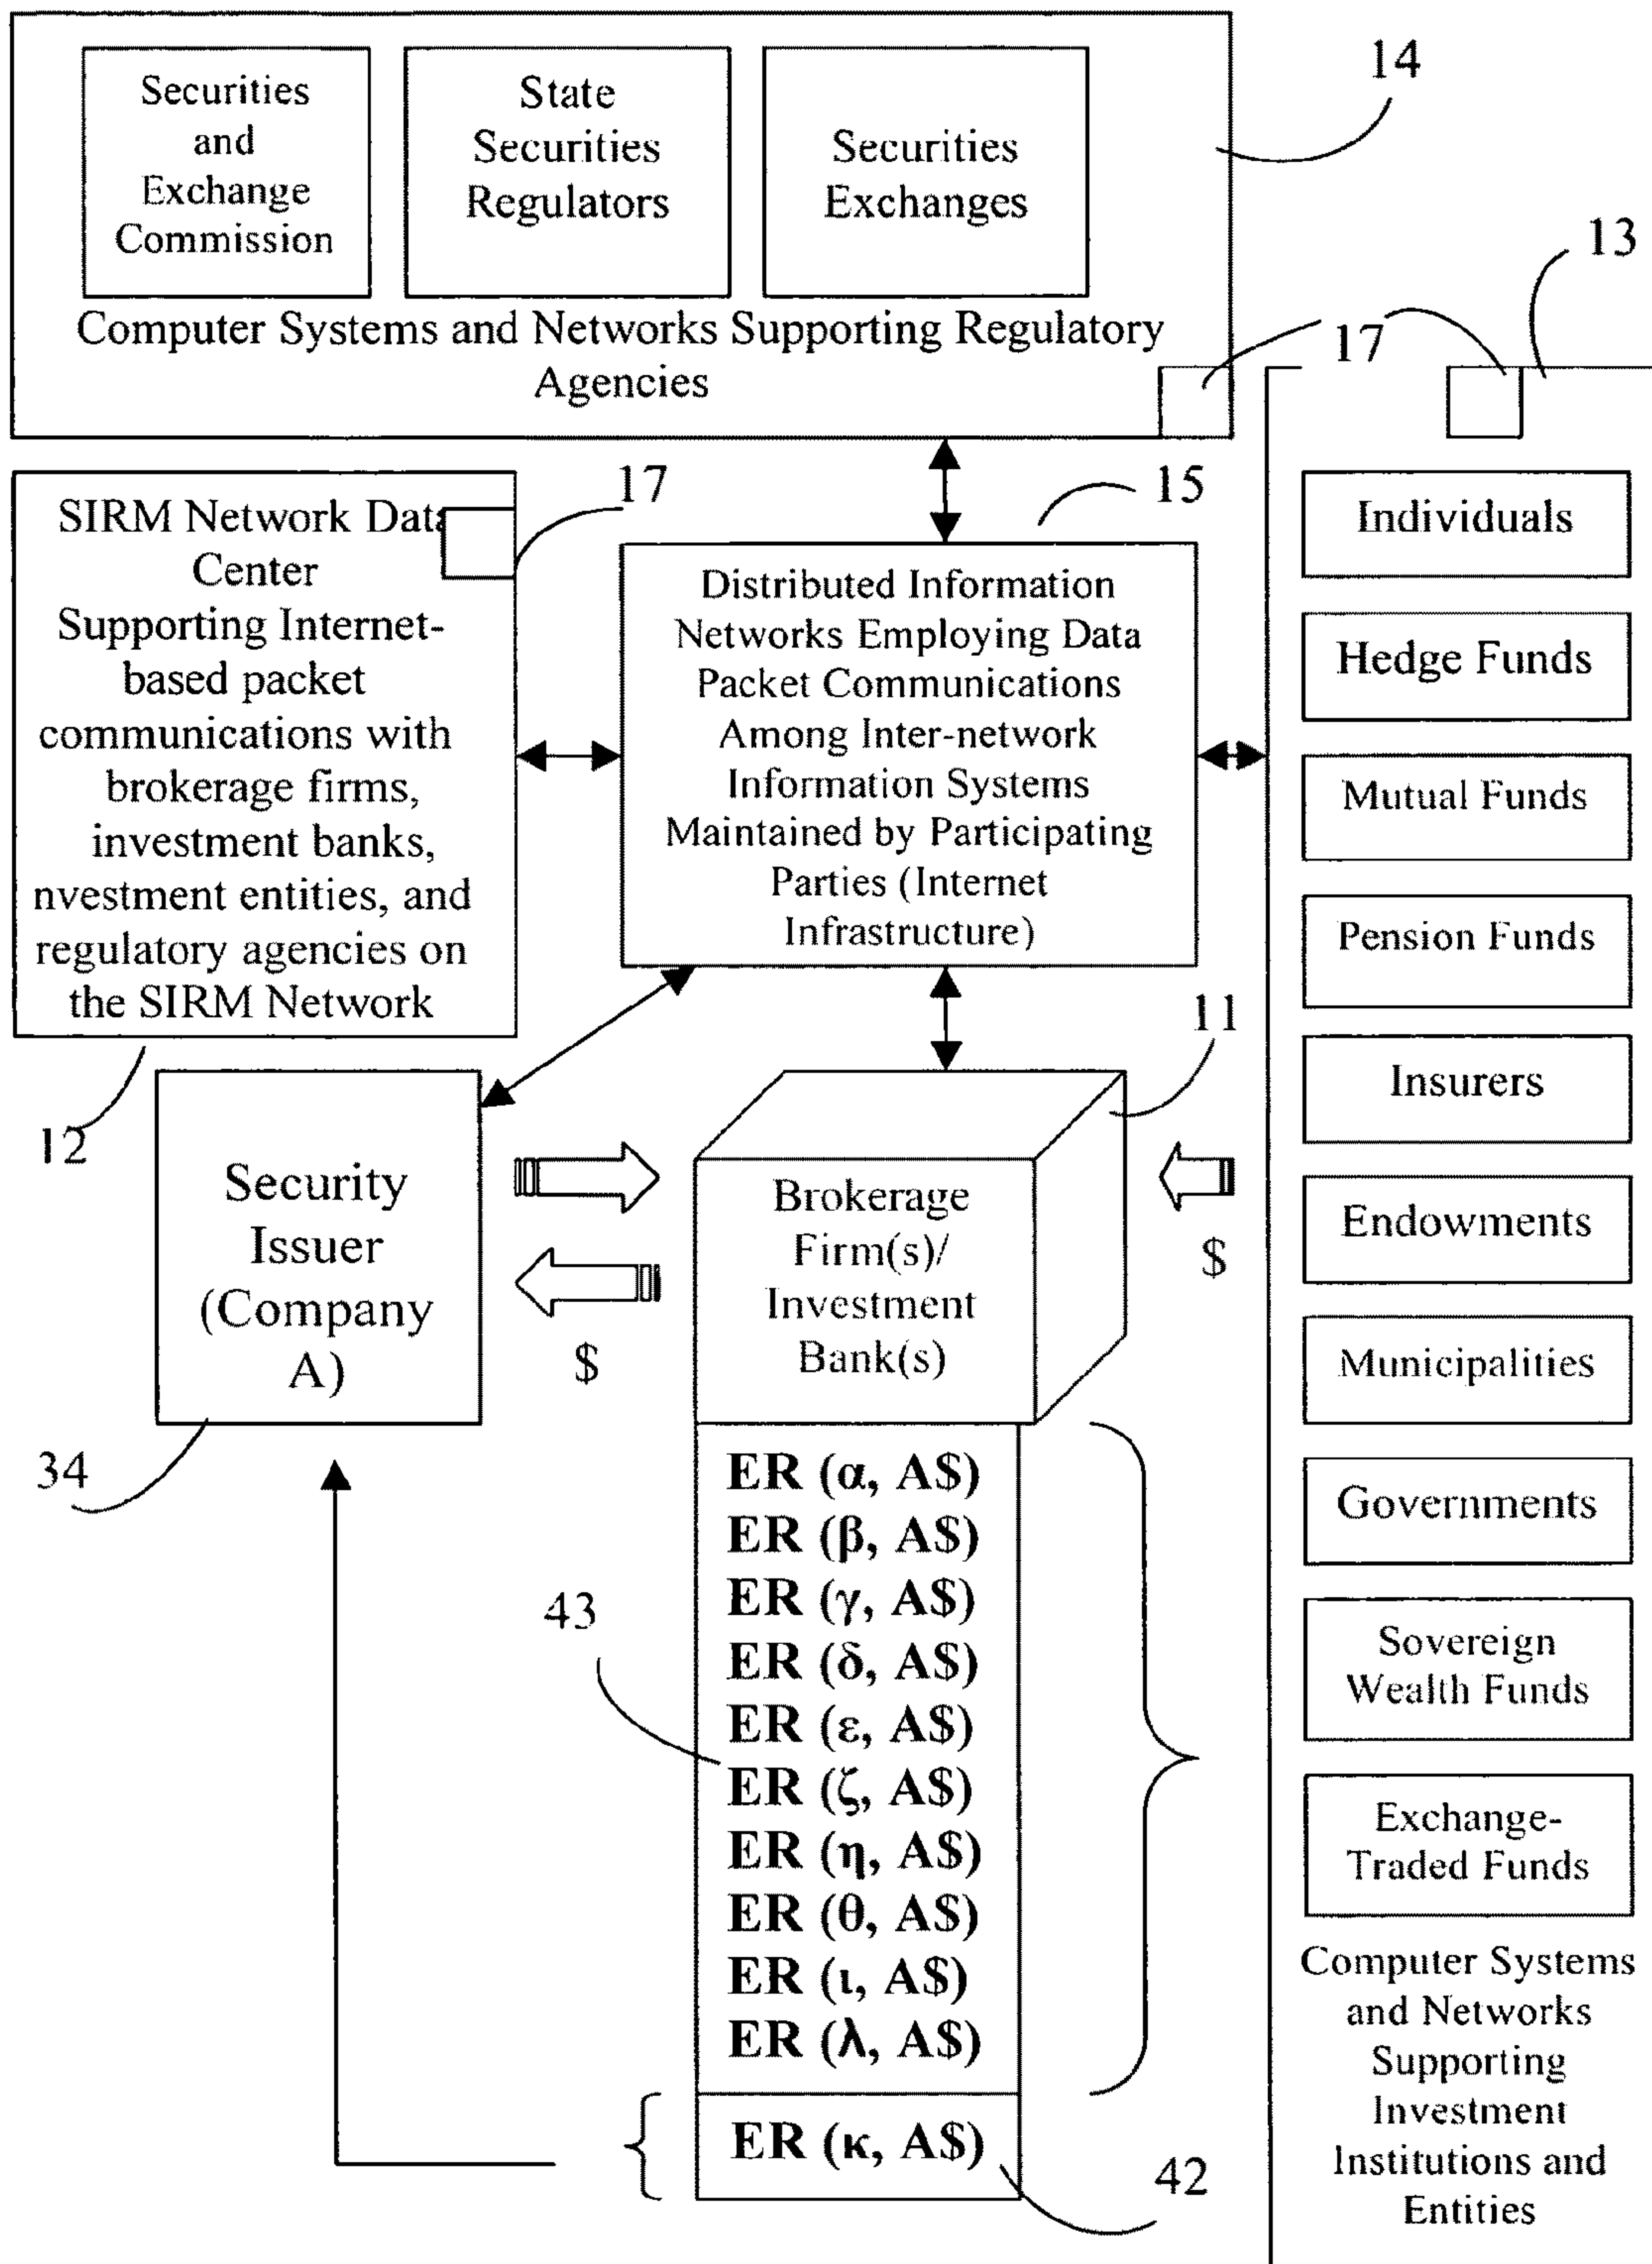 Securities
and
Exchange
Commission
State
Securities
Regulators
Securities
Exchanges
Computer Systems and Networks Supporting Regulatory
Agencies
14
13
17
SIRM Network Data
Center
Supporting Internet-
based packet
communications with
brokerage firms,
investment banks,
nvestment entities, and
regulatory agencies on
the SIRM Network
17
12
15
Distributed Information
Networks Employing Data
Packet Communications
Among Inter-network
Information Systems
Maintained by Participating
Parties (Internet
Infrastructure)
11
Security
Issuer
(Company
A)
34
$
Brokerage
Firm(s)/
Investment
Bank(s)
$
43
ER (α, A$)
ER (β, A$)
ER (γ, A$)
ER (δ, A$)
ER (ε, A$)
ER (ζ, A$)
ER (η, A$)
ER (θ, A$)
ER (ι, A$)
ER (λ, A$)
ER (κ, A$)
42
Individuals
Hedge Funds
Mutual Funds
Pension Funds
Insurers
Endowments
Municipalities
Governments
Sovereign
Wealth Funds
Exchange-
Traded Funds
Computer Systems
and Networks
Supporting
Investment
Institutions and
Entities